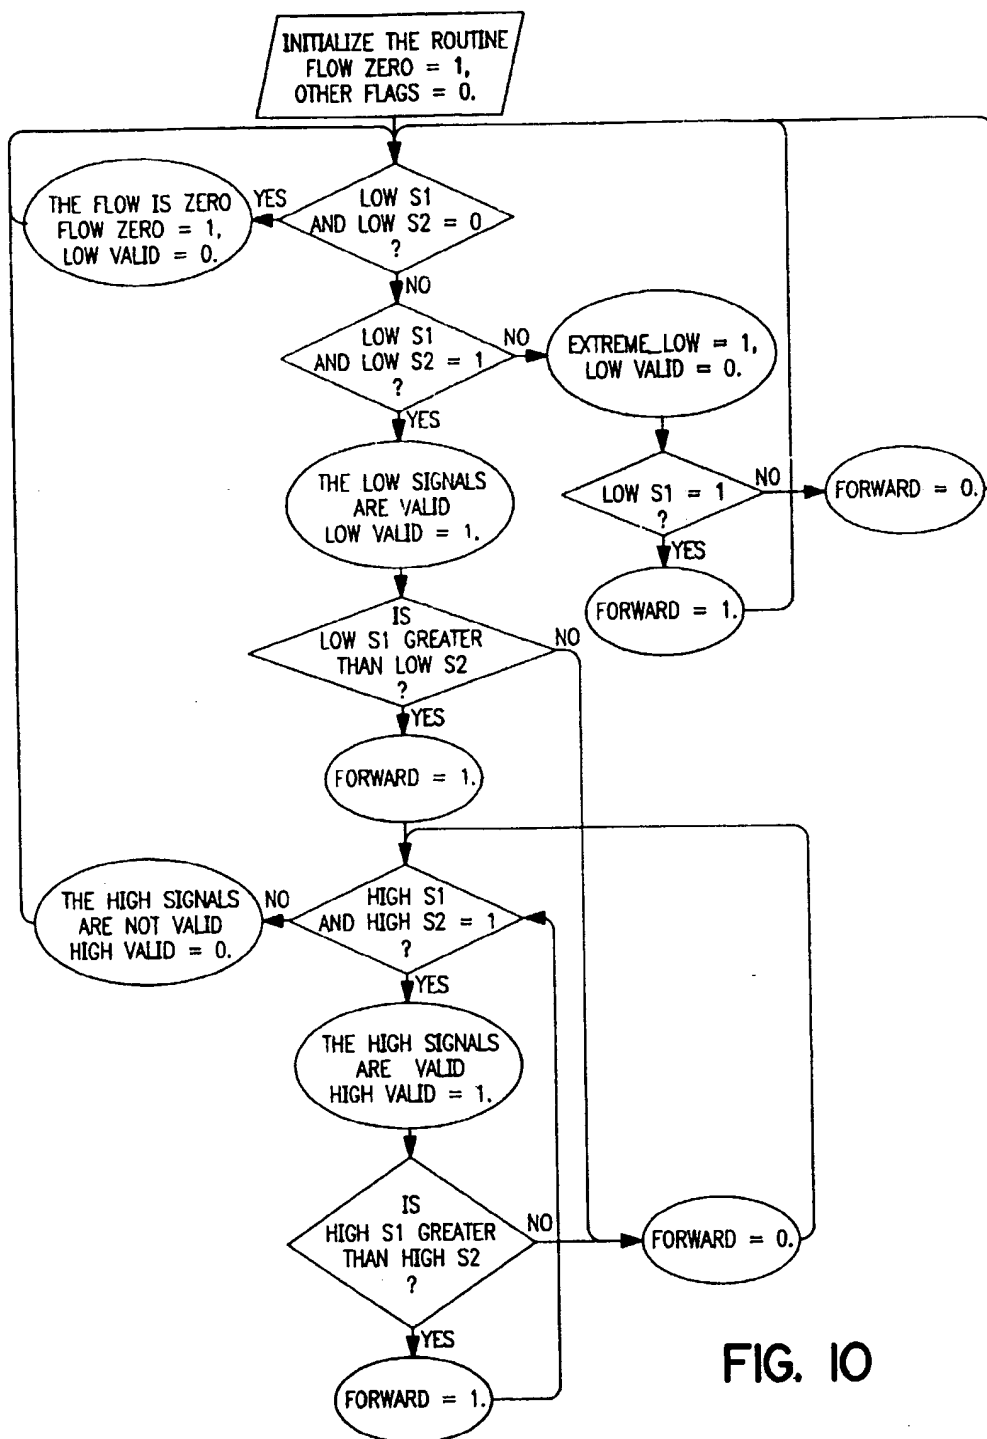 INITIALIZE THE ROUTINE
FLOW ZERO = 1,
OTHER FLAGS = 0.
LOW S1
AND LOW S2 = 0
?
YES
THE FLOW IS ZERO
FLOW ZERO = 1,
LOW VALID = 0.
NO
LOW S1
AND LOW S2 = 1
?
NO
EXTREME_LOW = 1,
LOW VALID = 0.
YES
THE LOW SIGNALS
ARE VALID
LOW VALID = 1.
LOW S1 = 1
?
NO
FORWARD = 0.
YES
FORWARD = 1.
IS
LOW S1 GREATER
THAN LOW S2
?
NO
YES
FORWARD = 1.
HIGH S1
AND HIGH S2 = 1
?
NO
THE HIGH SIGNALS
ARE NOT VALID
HIGH VALID = 0.
YES
THE HIGH SIGNALS
ARE VALID
HIGH VALID = 1.
IS
HIGH S1 GREATER
THAN HIGH S2
?
NO
FORWARD = 0.
YES
FORWARD = 1.
FIG. 10